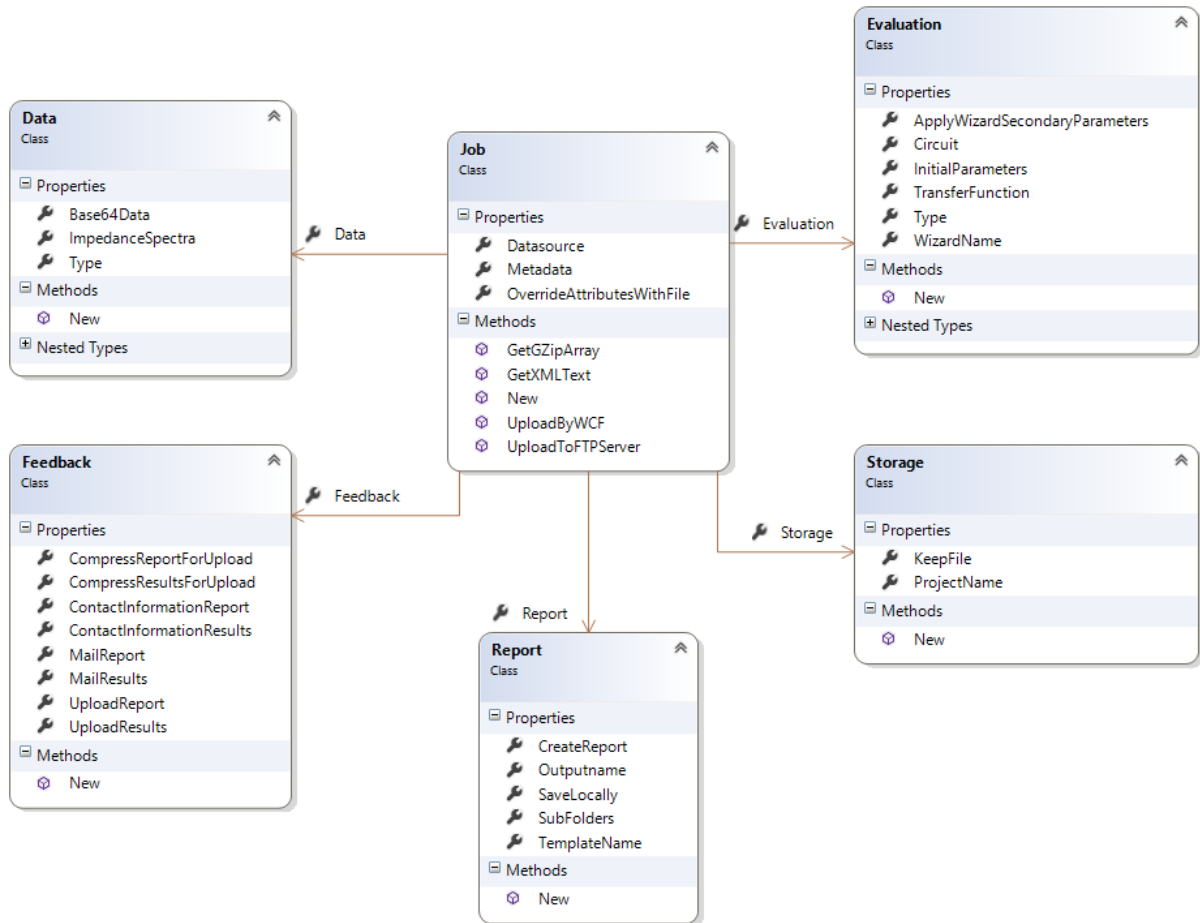 Evaluation
Class
Properties
ApplyWizardSecondaryParameters
Circuit
InitialParameters
TransferFunction
Type
WizardName
Methods
New
Nested Types
Data
Class
Properties
Base64Data
ImpedanceSpectra
Type
Methods
New
Nested Types
Job
Class
Properties
Datasource
Metadata
OverrideAttributesWithFile
Methods
GetGZipArray
GetXMLText
New
UploadByWCF
UploadToFTPServer
Data
Evaluation
Feedback
Class
Properties
CompressReportForUpload
CompressResultsForUpload
ContactInformationReport
ContactInformationResults
MailReport
MailResults
UploadReport
UploadResults
Methods
New
Feedback
Storage
Storage
Class
Properties
KeepFile
ProjectName
Methods
New
Report
Report
Class
Properties
CreateReport
Outputname
SaveLocally
SubFolders
TemplateName
Methods
New